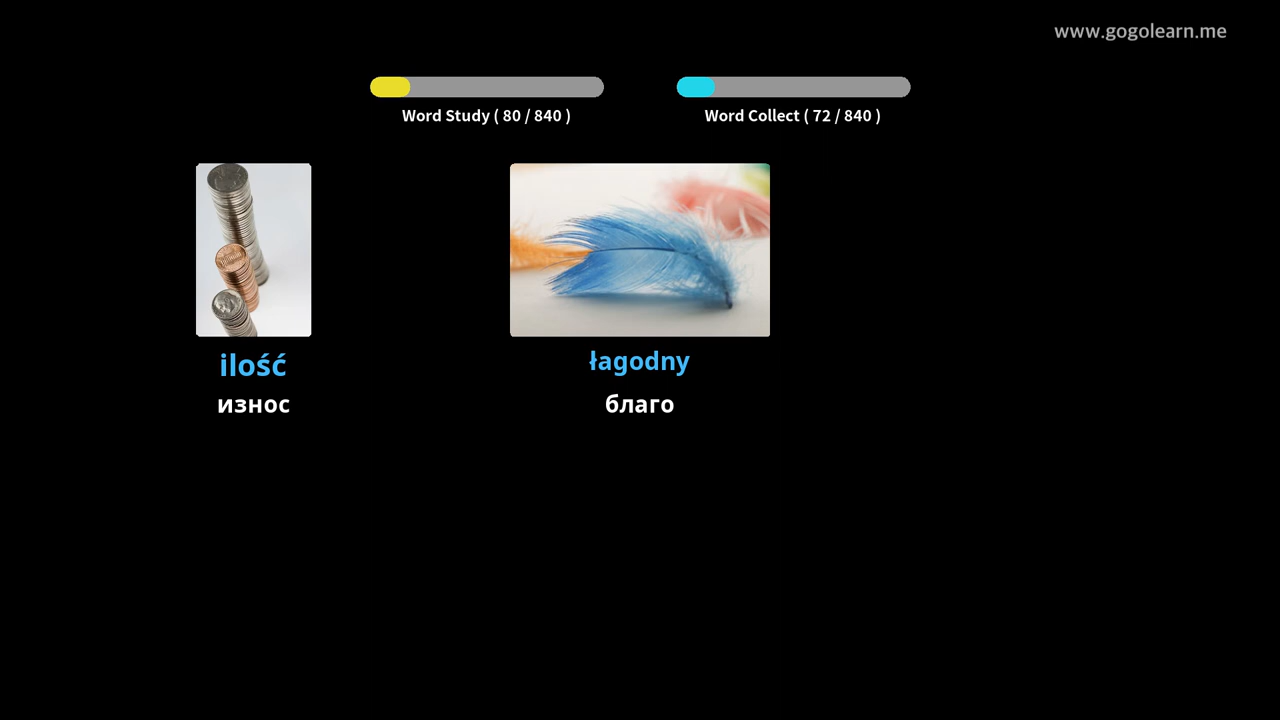 www.gogolearn.me
Word Study ( 80 / 840 )
Word Collect ( 72 / 840 )
ilość
износ
łagodny
благо